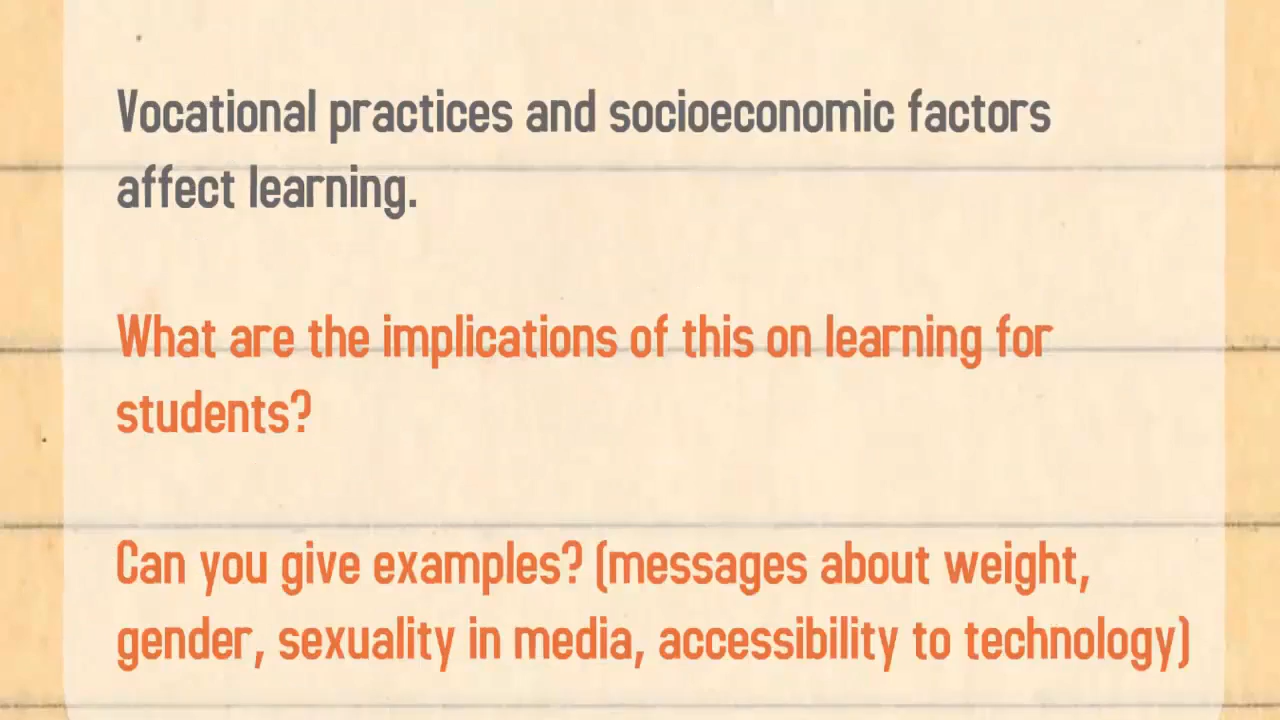 Vocational practices and socioeconomic factors
affect learning.
What are the implications of this on learning for
students?
Can you give examples? (messages about weight,
gender, sexuality in media, accessibility to technology)